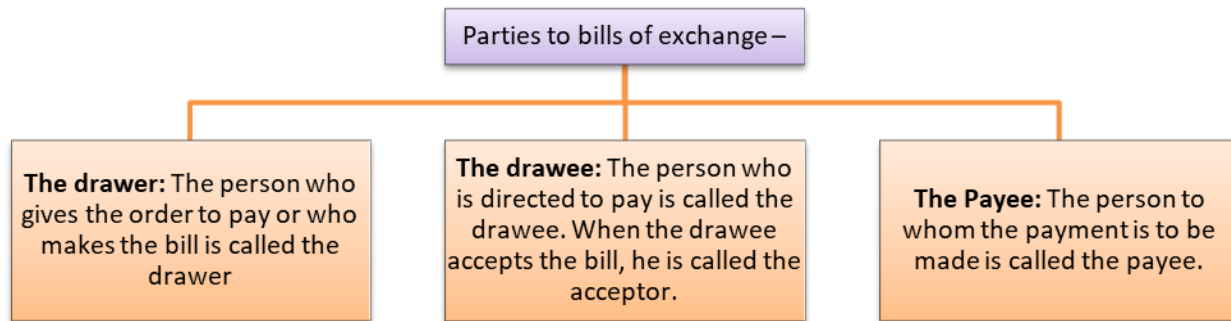 Parties to bills of exchange –
The drawer: The person who
gives the order to pay or who
makes the bill is called the
drawer
The drawee: The person who
is directed to pay is called the
drawee. When the drawee
accepts the bill, he is called the
acceptor.
The Payee: The person to
whom the payment is to be
made is called the payee.